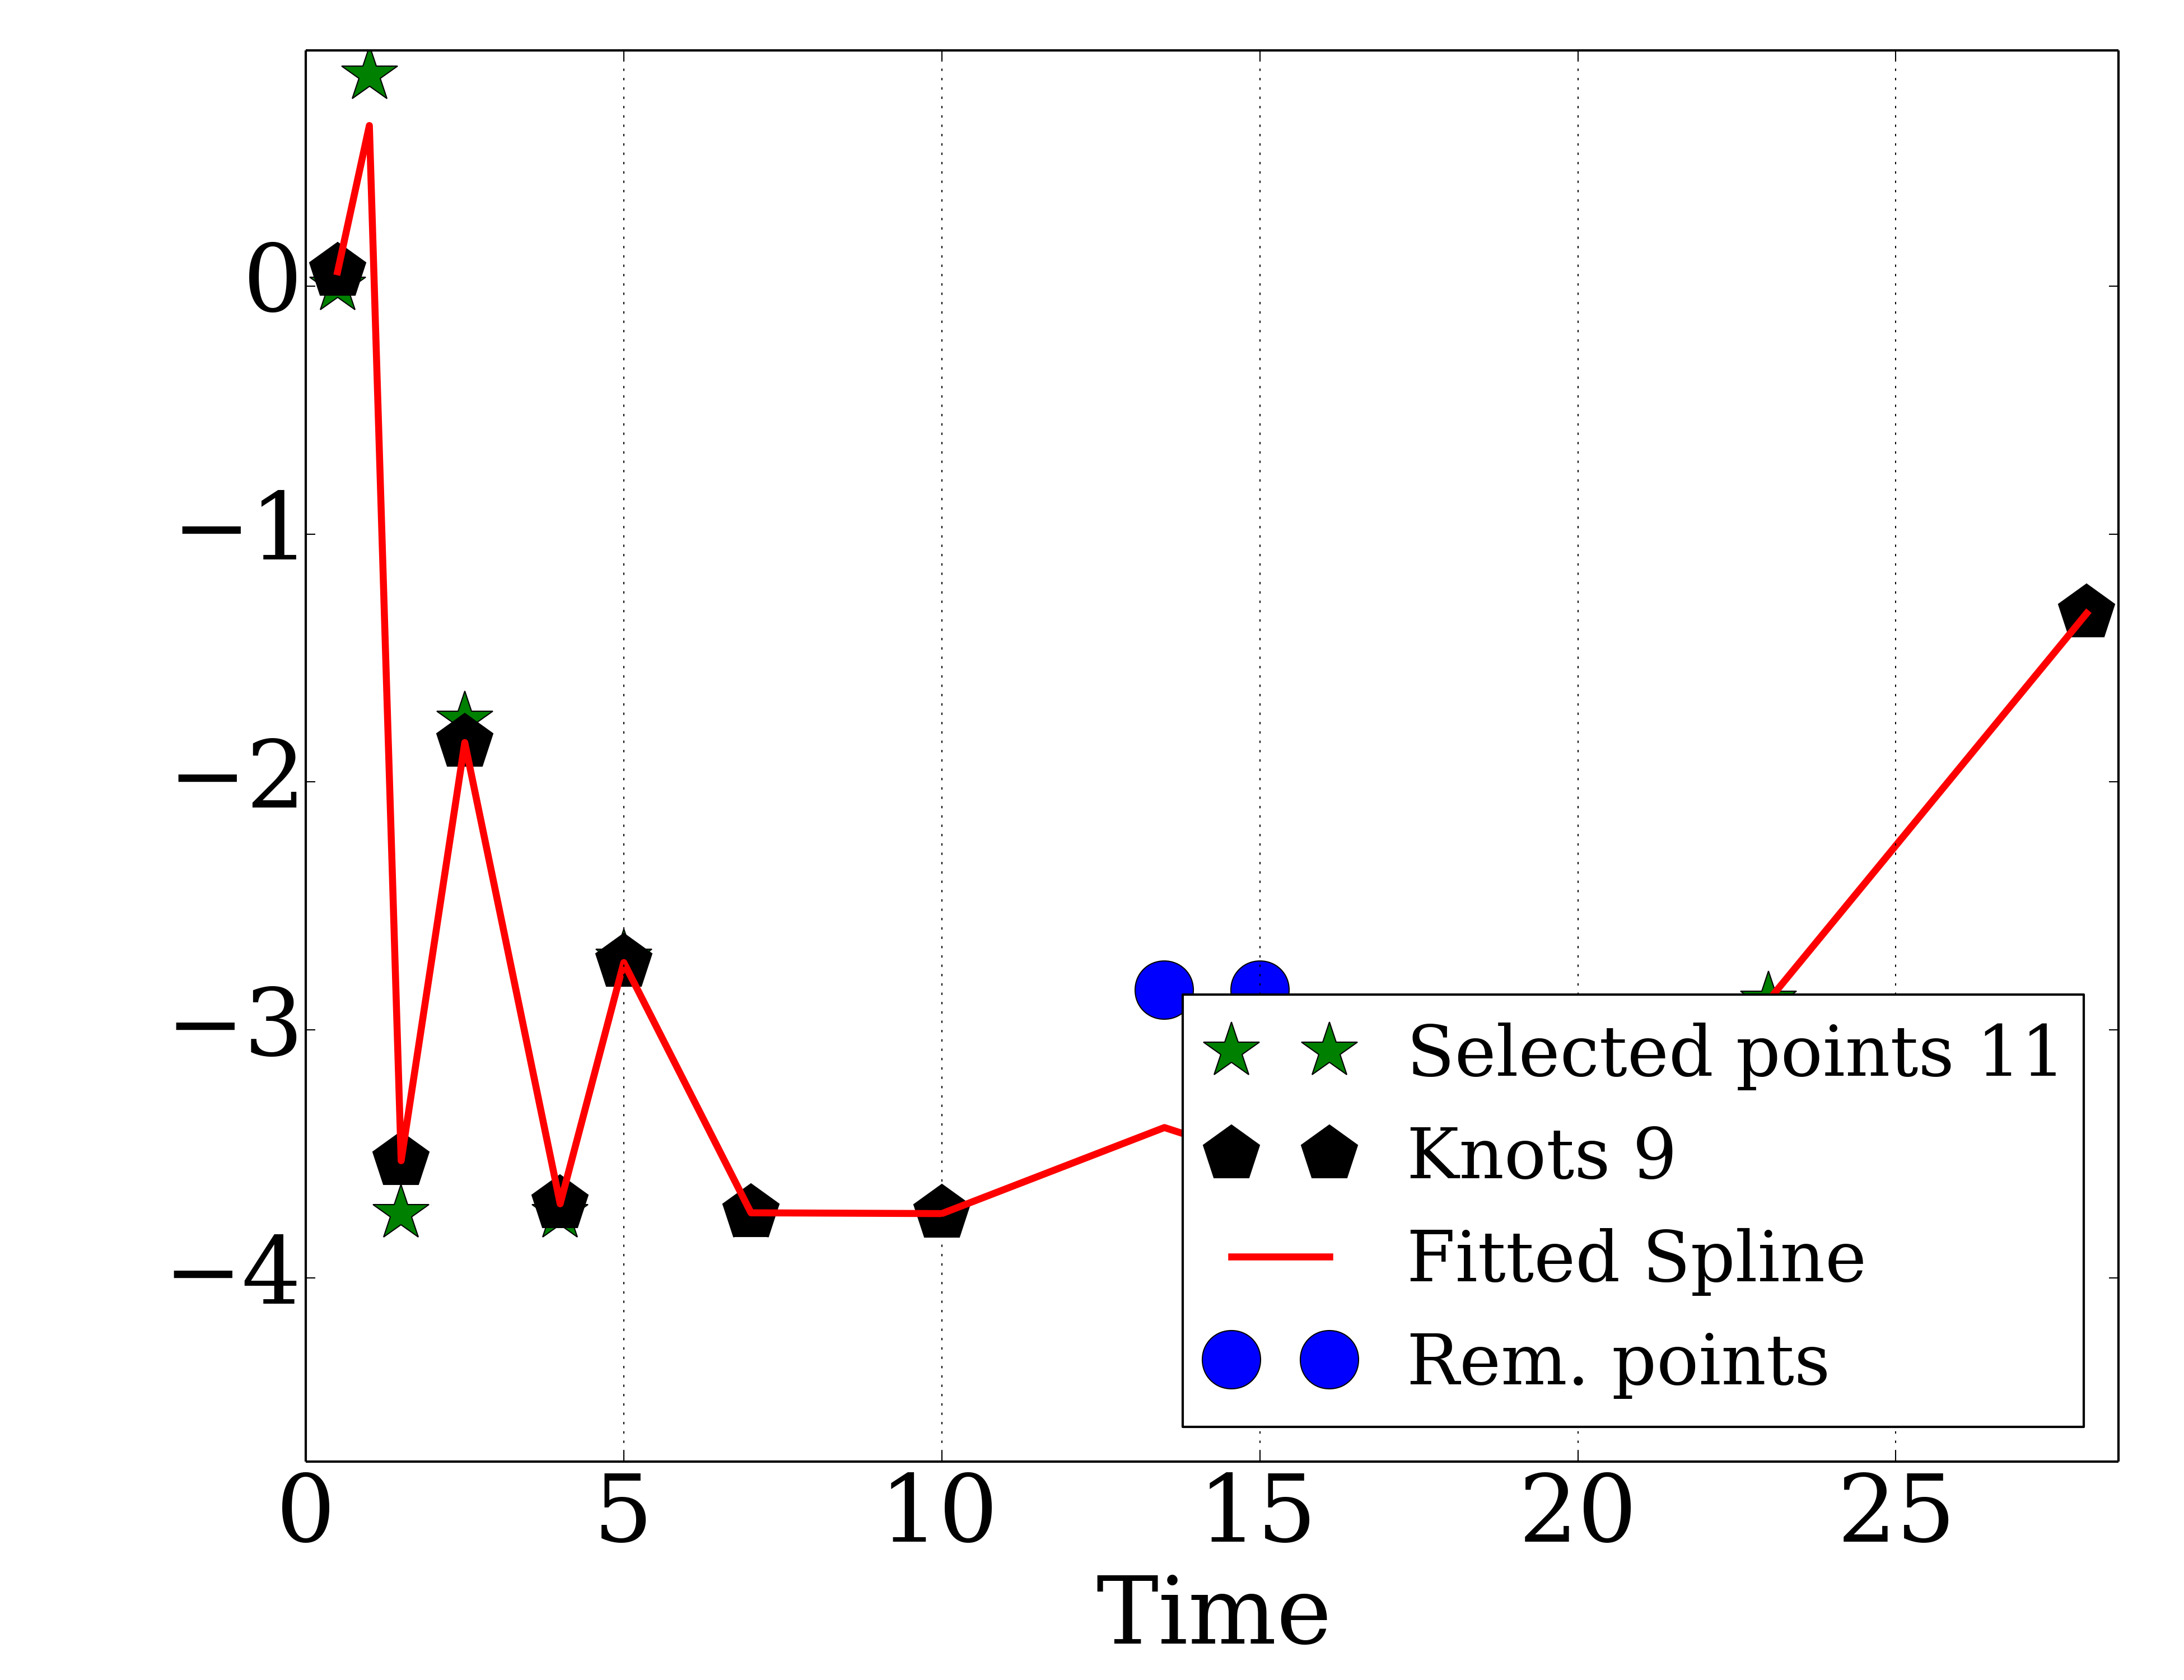 0
−1
−2
−3
−4
0 5 10 15 20 25
Time
Selected points 11
Knots 9
Fitted Spline
Rem. points